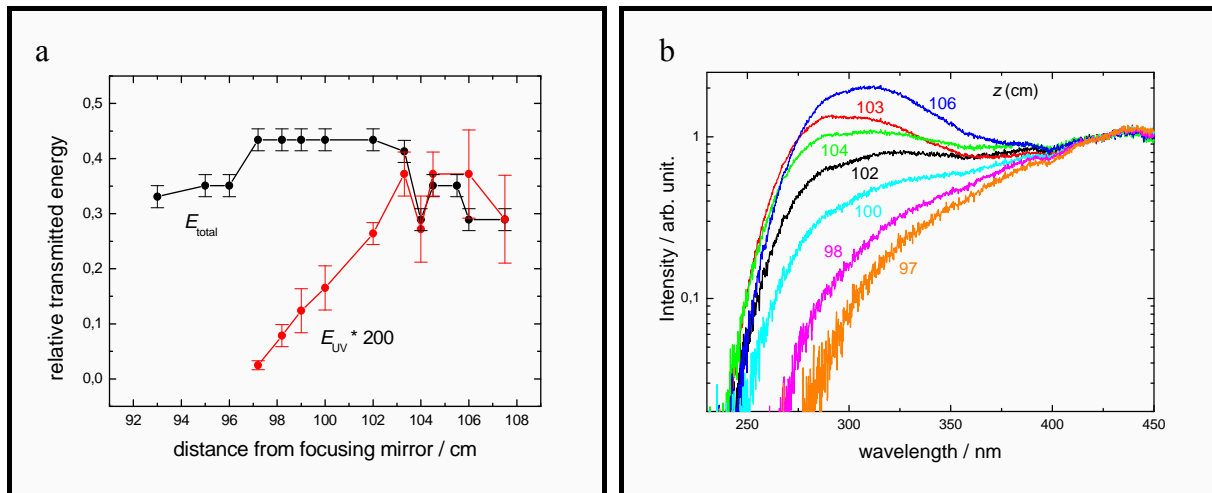 a
relative transmitted energy
0,5
0,4
0,3
0,2
0,1
0,0
E_total
E_UV * 200
92 94 96 98 100 102 104 106 108
distance from focusing mirror / cm
b
Intensity / arb. unit.
1
0,1
z (cm)
106
103
104
102
100
98
97
250 300 350 400 450
wavelength / nm